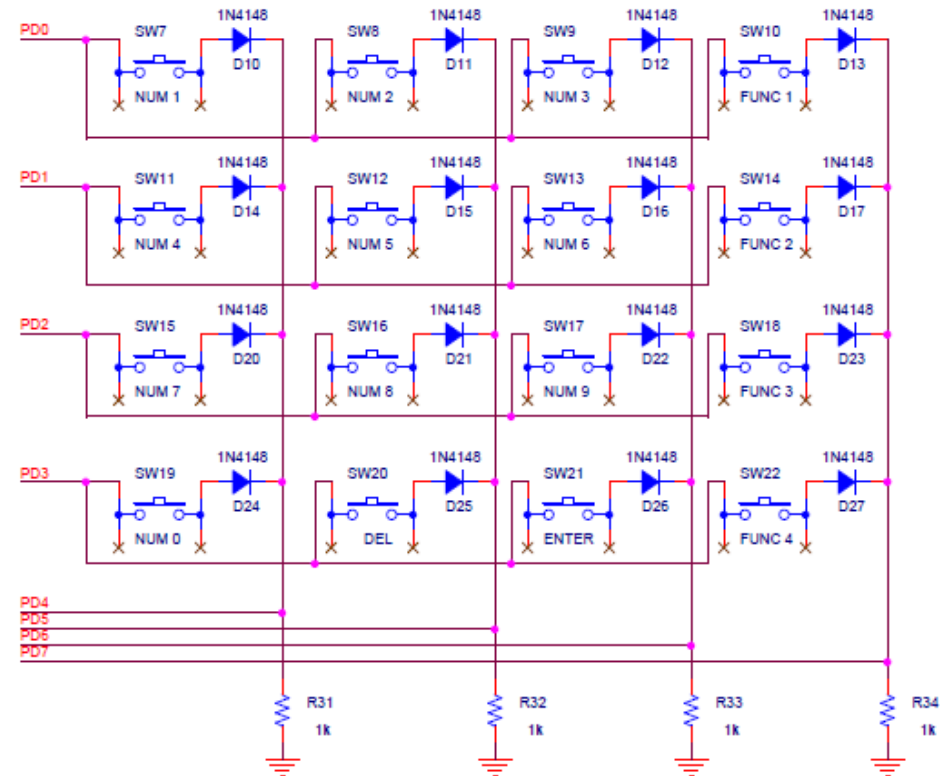 PD0 SW7 1N4148 SW8 1N4148 SW9 1N4148 SW10 1N4148
D10 D11 D12 D13
NUM 1 NUM 2 NUM 3 FUNC 1
PD1 SW11 1N4148 SW12 1N4148 SW13 1N4148 SW14 1N4148
D14 D15 D16 D17
NUM 4 NUM 5 NUM 6 FUNC 2
PD2 SW15 1N4148 SW16 1N4148 SW17 1N4148 SW18 1N4148
D20 D21 D22 D23
NUM 7 NUM 8 NUM 9 FUNC 3
PD3 SW19 1N4148 SW20 1N4148 SW21 1N4148 SW22 1N4148
D24 D25 D26 D27
NUM 0 DEL ENTER FUNC 4
PD4
PD5
PD6
PD7
R31 R32 R33 R34
1k 1k 1k 1k